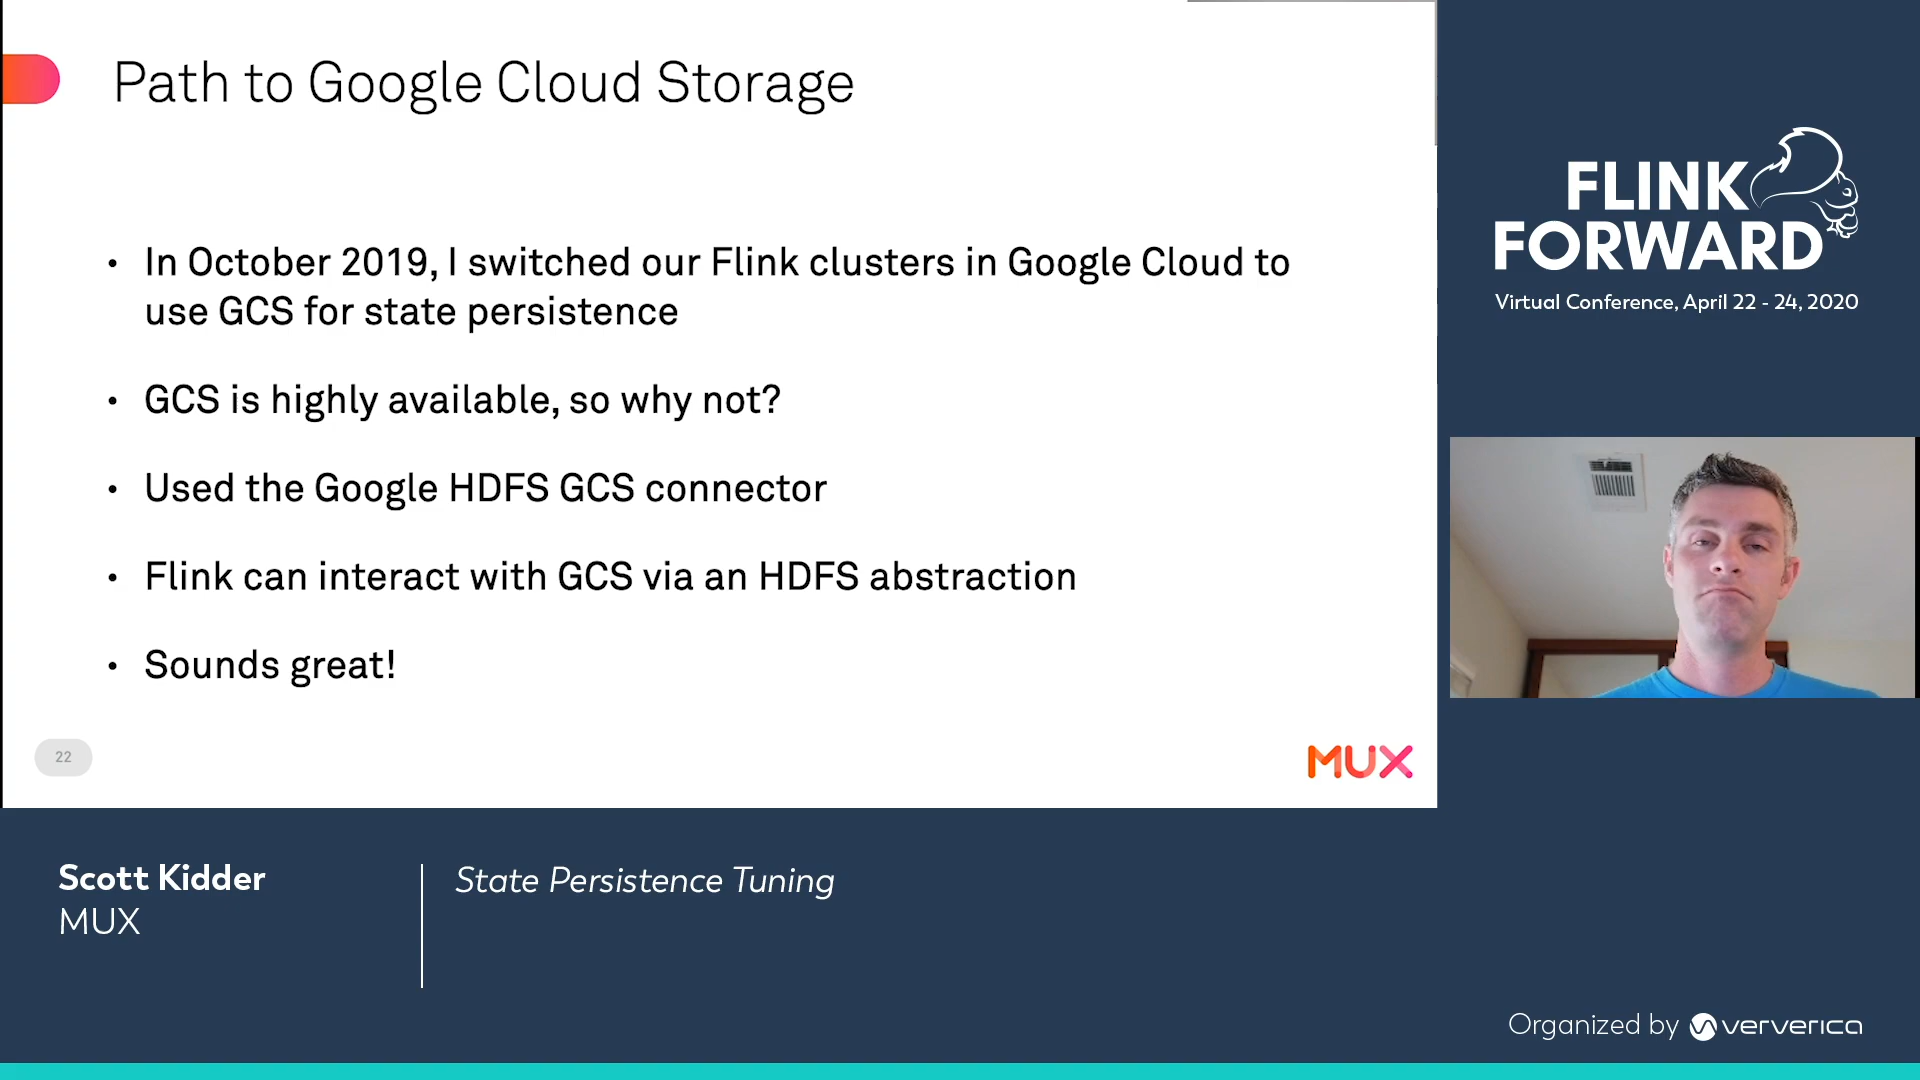 Path to Google Cloud Storage
• In October 2019, I switched our Flink clusters in Google Cloud to
use GCS for state persistence
• GCS is highly available, so why not?
• Used the Google HDFS GCS connector
• Flink can interact with GCS via an HDFS abstraction
• Sounds great!
22
MUX
FLINK
FORWARD
Virtual Conference, April 22 - 24, 2020
Scott Kidder
MUX
State Persistence Tuning
Organized by ververica